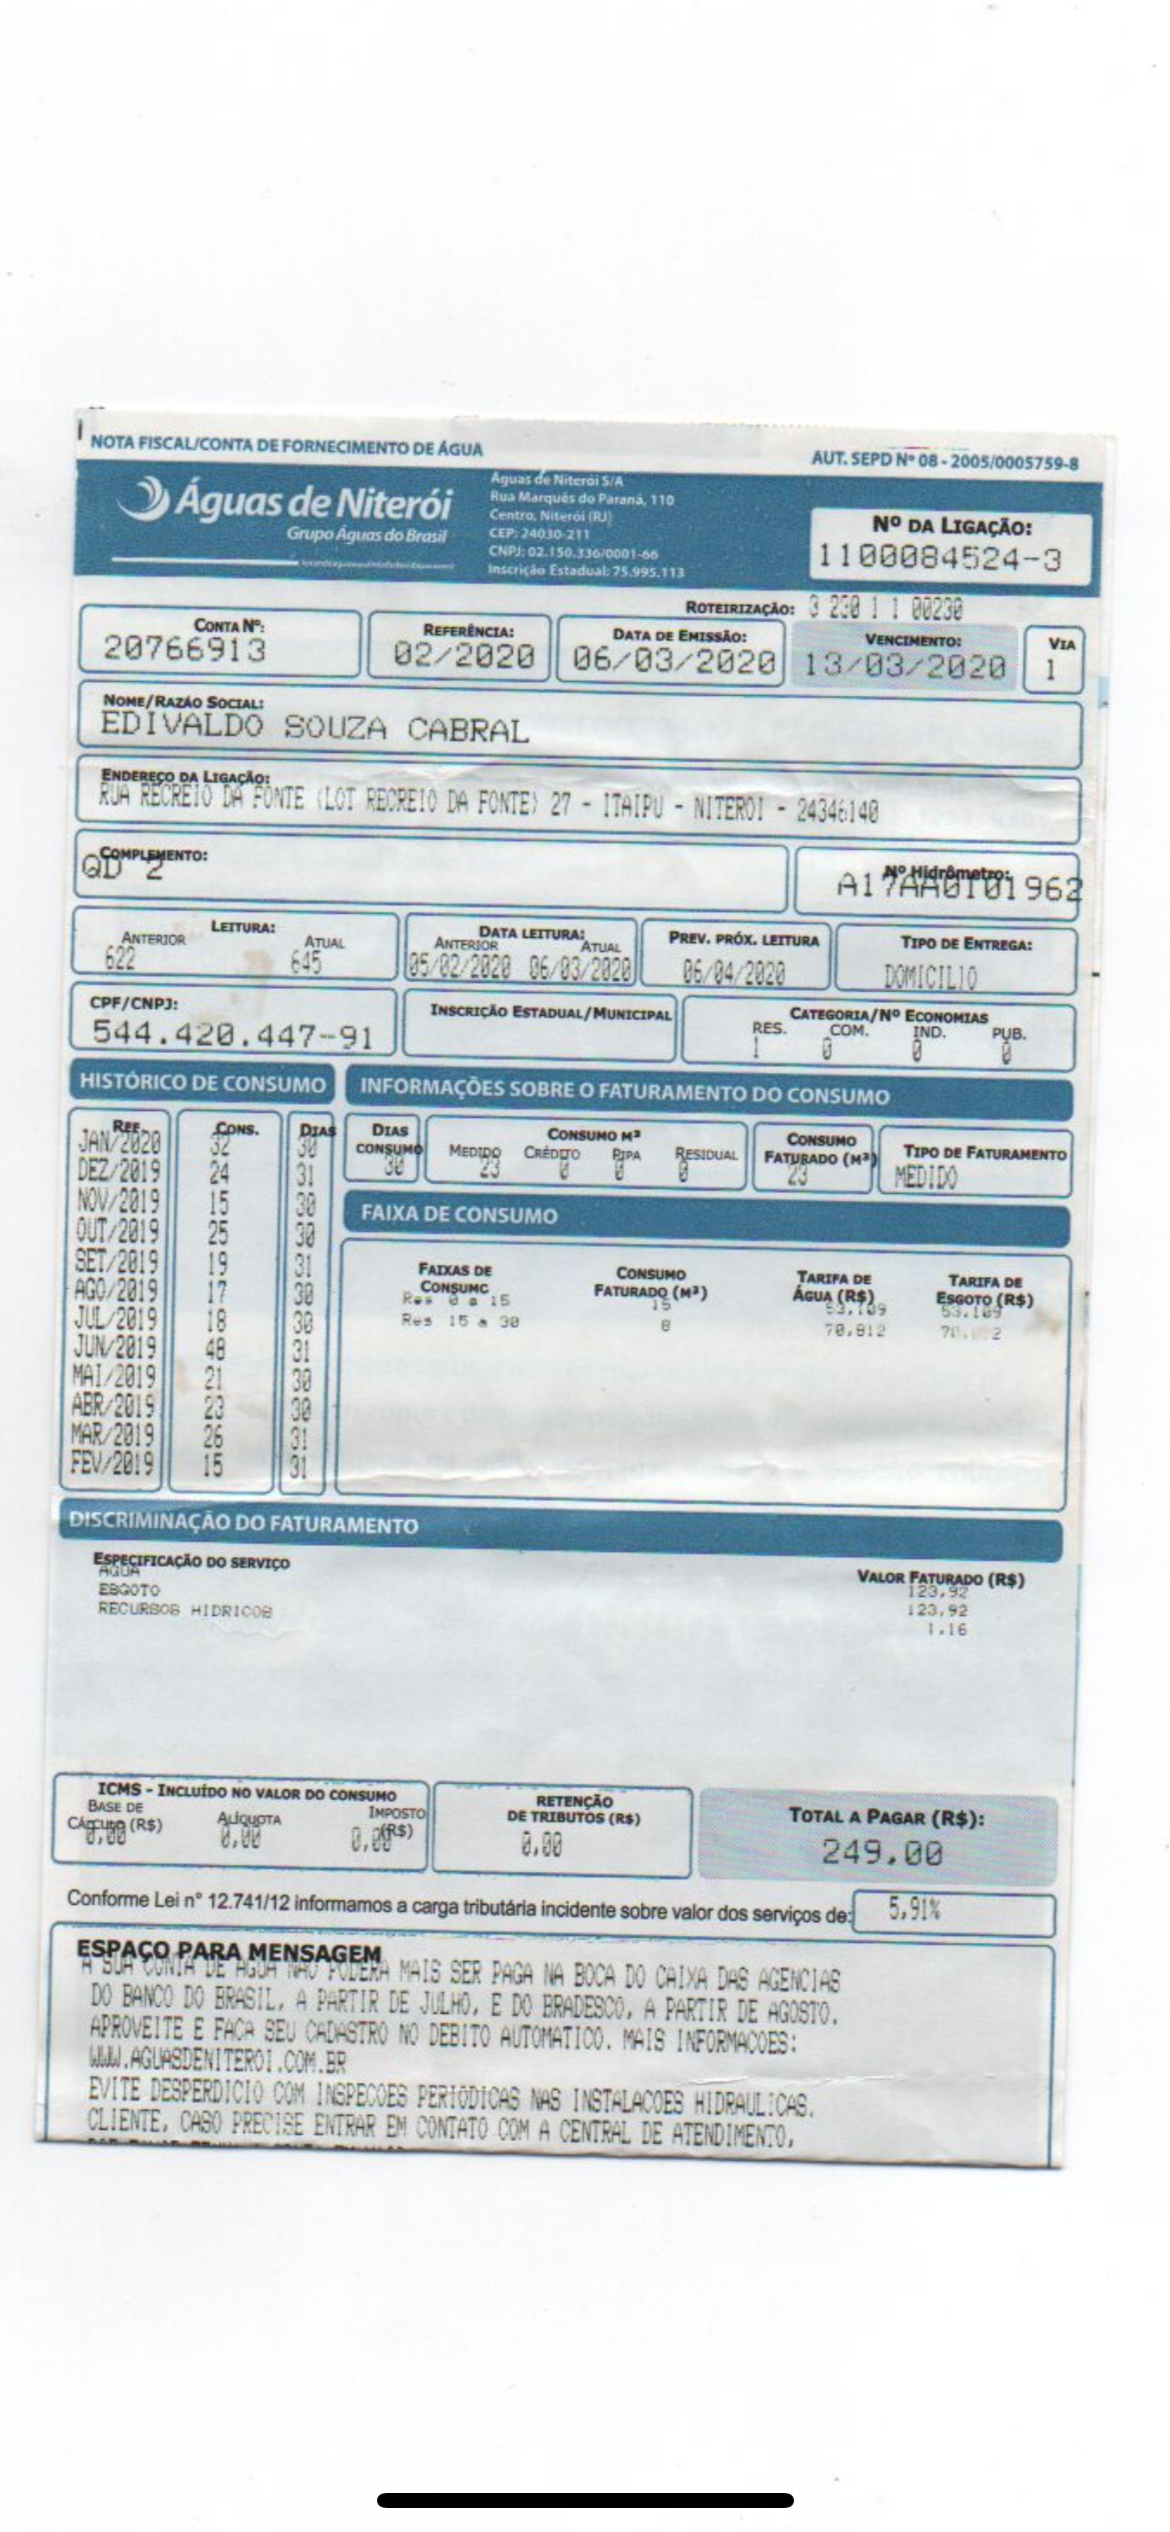 NOTA FISCAL/CONTA DE FORNECIMENTO DE ÁGUA
AUT. SEPD Nº 08 - 2005/0005759-8
Águas de Niterói
Grupo Águas do Brasil
Águas de Niterói S/A
Rua Marquês do Paraná, 110
Centro, Niterói (RJ)
CEP: 24030-211
CNPJ: 02.150.336/0001-66
Inscrição Estadual: 75.995.113
Nº DA LIGAÇÃO:
1100084524-3
ROTEIRIZAÇÃO: 3 230 1 1 00230
CONTA Nº:
20766913
REFERÊNCIA:
02/2020
DATA DE EMISSÃO:
06/03/2020
VENCIMENTO:
13/03/2020
VIA
1
NOME/RAZÃO SOCIAL:
EDIVALDO SOUZA CABRAL
ENDEREÇO DA LIGAÇÃO:
RUA RECREIO DA FONTE (LOT RECREIO DA FONTE) 27 - ITAIPU - NITEROI - 24346140
COMPLEMENTO:
QD 2
Nº Hidrômetro:
A17AA0101962
LEITURA:
ANTERIOR ATUAL
622 645
DATA LEITURA:
ANTERIOR ATUAL
05/02/2020 06/03/2020
PREV. PRÓX. LEITURA
06/04/2020
TIPO DE ENTREGA:
DOMICILIO
CPF/CNPJ:
544.420.447-91
INSCRIÇÃO ESTADUAL/MUNICIPAL
CATEGORIA/Nº ECONOMIAS
RES. COM. IND. PUB.
1 0 0 0
HISTÓRICO DE CONSUMO
REF. CONS. DIAS
JAN/2020 32 30
DEZ/2019 24 31
NOV/2019 15 30
OUT/2019 25 30
SET/2019 19 31
AGO/2019 17 30
JUL/2019 18 30
JUN/2019 48 31
MAI/2019 21 30
ABR/2019 23 30
MAR/2019 26 31
FEV/2019 15 31
INFORMAÇÕES SOBRE O FATURAMENTO DO CONSUMO
DIAS CONSUMO
30
CONSUMO M³
MEDIDO CRÉDITO PIPA RESIDUAL
23 0 0 0
CONSUMO FATURADO (M³)
23
TIPO DE FATURAMENTO
MEDIDO
FAIXA DE CONSUMO
FAIXAS DE CONSUMO CONSUMO FATURADO (M³) TARIFA DE ÁGUA (R$) TARIFA DE ESGOTO (R$)
Res 0 a 15 15 53,109 53,109
Res 15 a 30 8 70,812
DISCRIMINAÇÃO DO FATURAMENTO
ESPECIFICAÇÃO DO SERVIÇO VALOR FATURADO (R$)
AGUA 123,92
ESGOTO 123,92
RECURSOS HIDRICOS 1,16
ICMS - INCLUÍDO NO VALOR DO CONSUMO
BASE DE CÁLCULO (R$) ALÍQUOTA IMPOSTO (R$)
0,00 0,00 0,00
RETENÇÃO
DE TRIBUTOS (R$)
0,00
TOTAL A PAGAR (R$):
249,00
Conforme Lei n° 12.741/12 informamos a carga tributária incidente sobre valor dos serviços de: 5,91%
ESPAÇO PARA MENSAGEM
A SUA CONTA DE AGUA NAO PODERA MAIS SER PAGA NA BOCA DO CAIXA DAS AGENCIAS
DO BANCO DO BRASIL, A PARTIR DE JULHO, E DO BRADESCO, A PARTIR DE AGOSTO.
APROVEITE E FACA SEU CADASTRO NO DEBITO AUTOMATICO. MAIS INFORMACOES:
WWW.AGUASDENITEROI.COM.BR
EVITE DESPERDICIO COM INSPECOES PERIODICAS NAS INSTALACOES HIDRAULICAS.
CLIENTE, CASO PRECISE ENTRAR EM CONTATO COM A CENTRAL DE ATENDIMENTO,